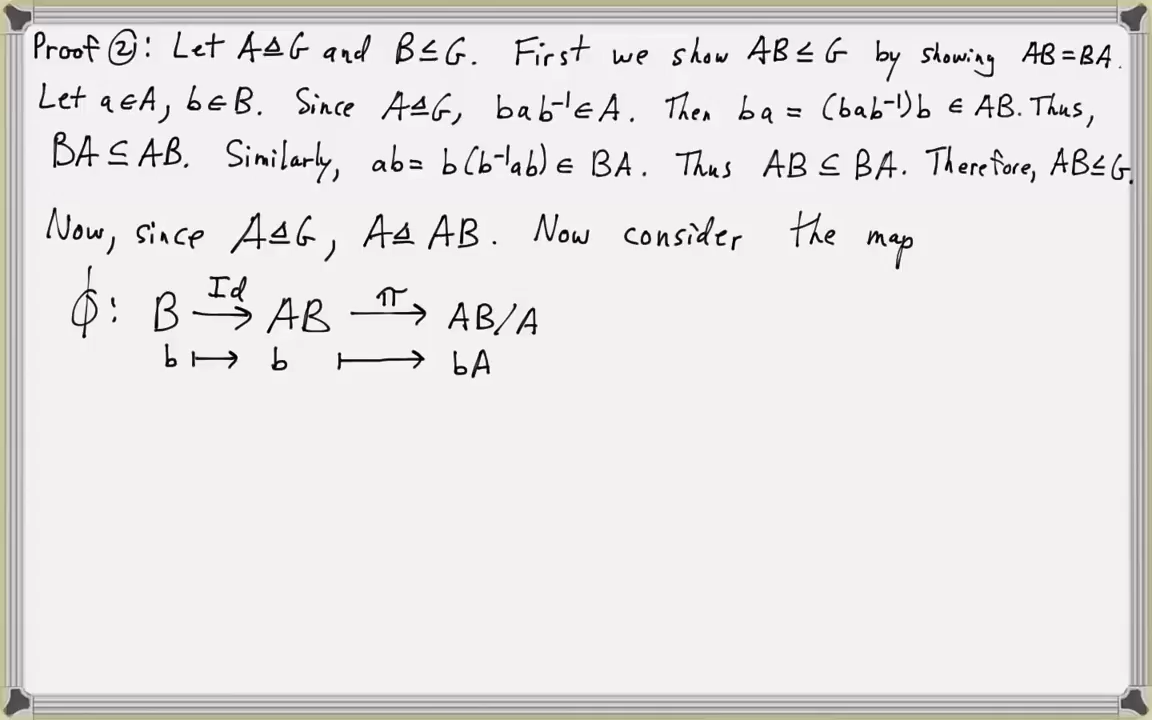 Proof ②: Let A⊴G and B≤G. First we show AB≤G by showing AB=BA.
Let a∈A, b∈B. Since A⊴G, bab⁻¹∈A. Then ba = (bab⁻¹)b ∈ AB. Thus,
BA ⊆ AB. Similarly, ab = b(b⁻¹ab) ∈ BA. Thus AB ⊆ BA. Therefore, AB≤G.
Now, since A⊴G, A⊴ AB. Now consider the map
ϕ: B \xrightarrow{Id} AB \xrightarrow{π} AB/A
b ⟼ b ⟼ bA